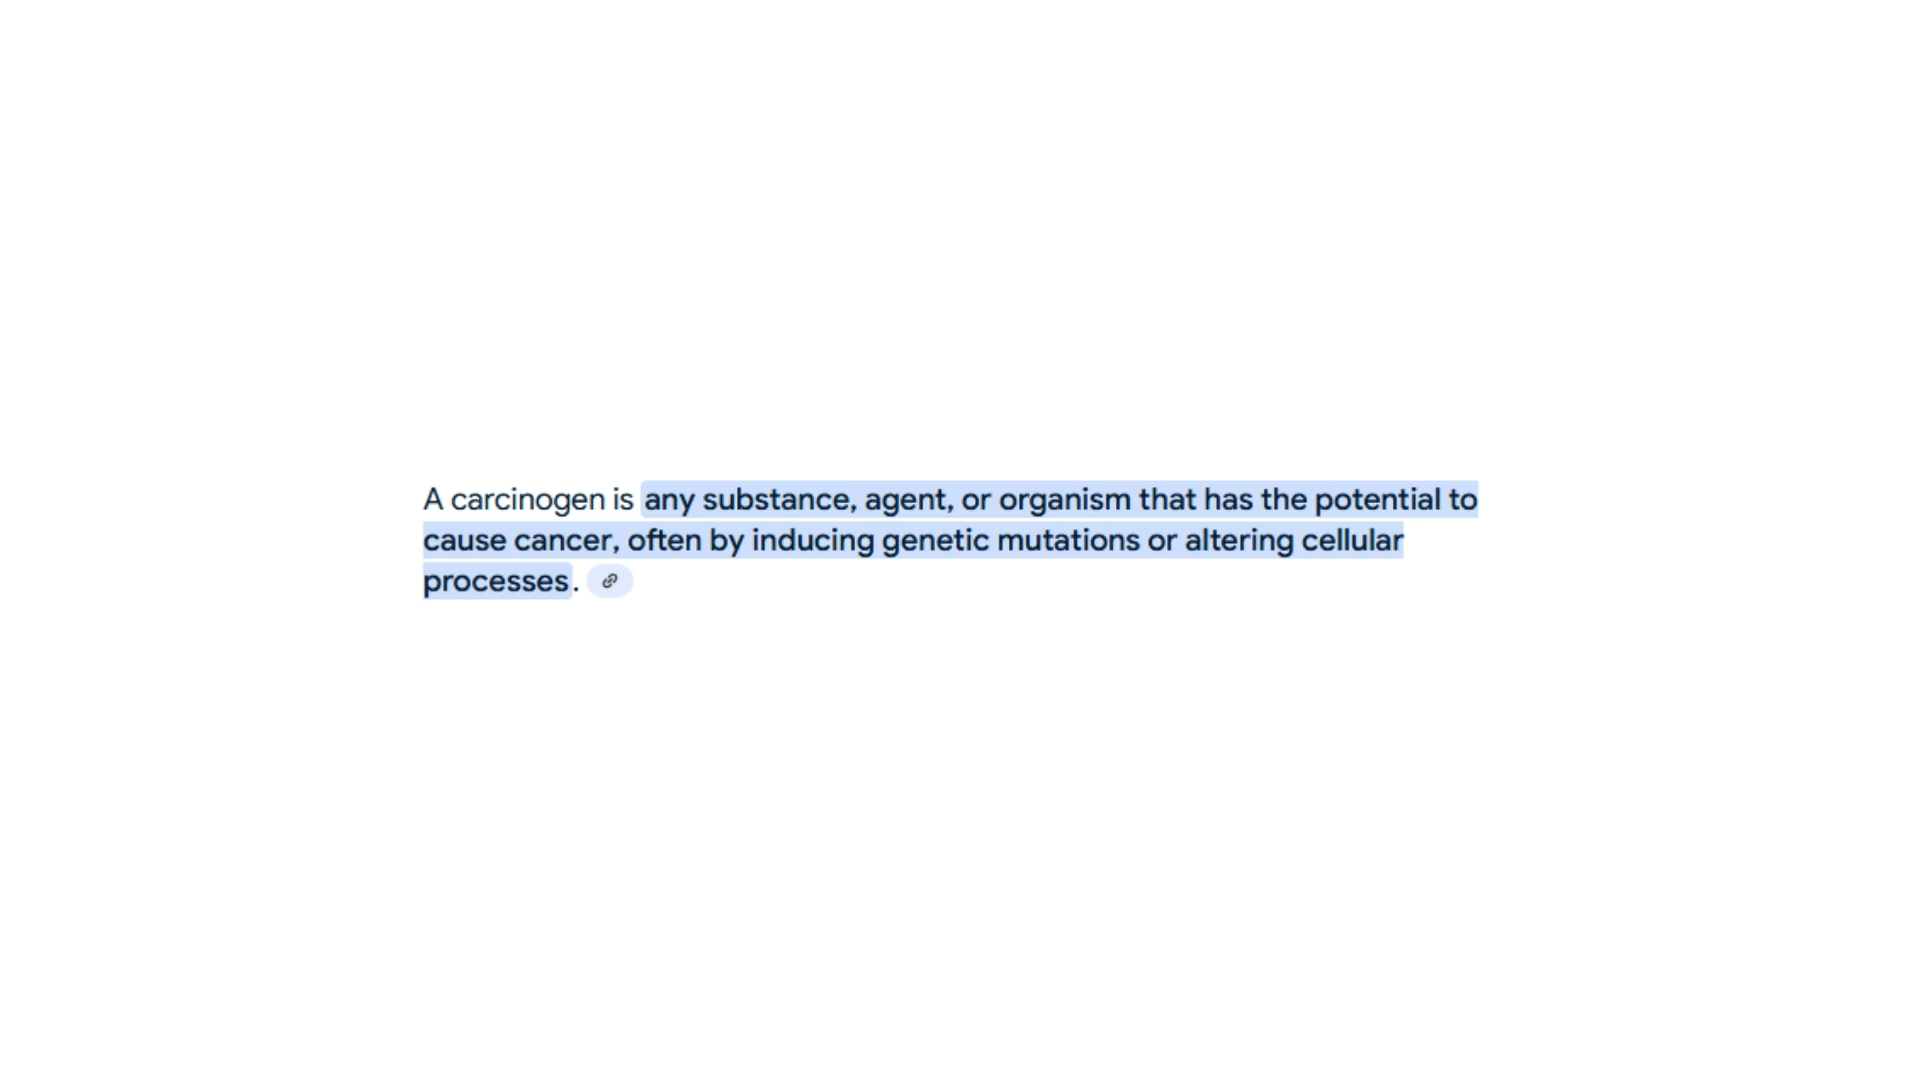 A carcinogen is any substance, agent, or organism that has the potential to
cause cancer, often by inducing genetic mutations or altering cellular
processes.